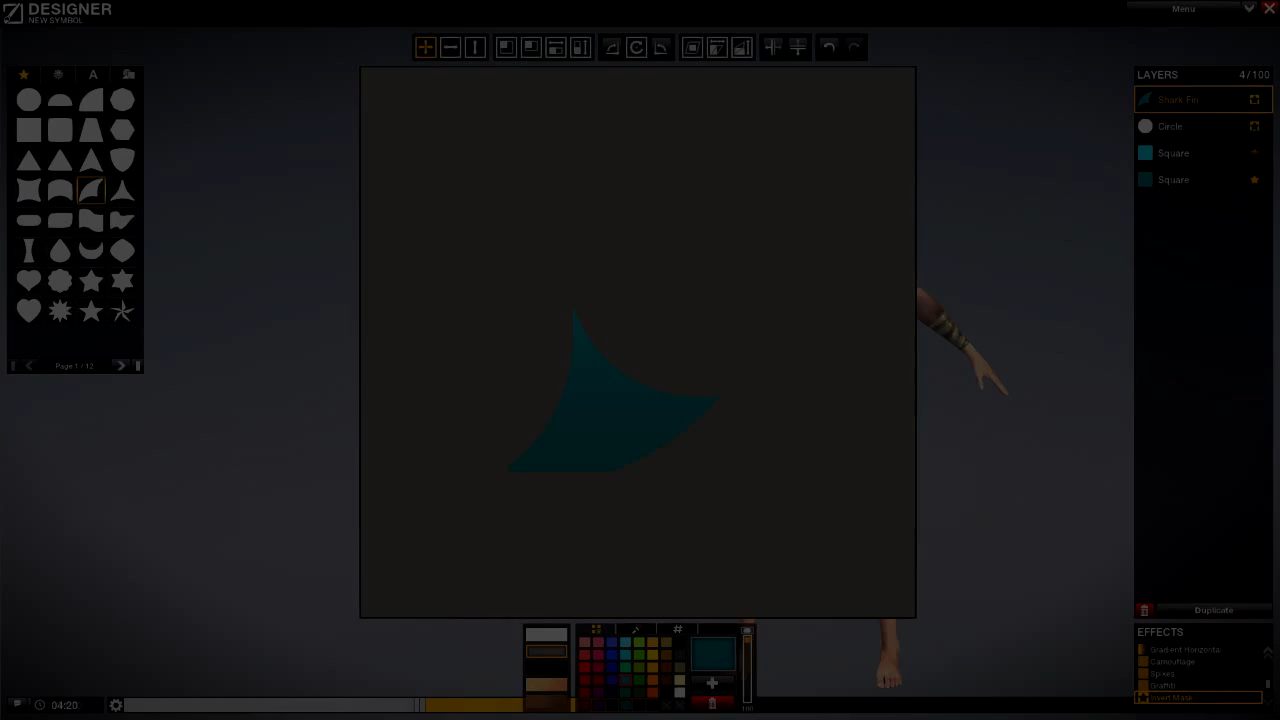 DESIGNER
NEW SYMBOL
Menu
A
Page 1 / 12
LAYERS 4/100
Shark Fin
Circle
Square
Square
Duplicate
EFFECTS
Gradient Horizontal
Camouflage
Spikes
Graffiti
Invert Mask
#
100
04:20